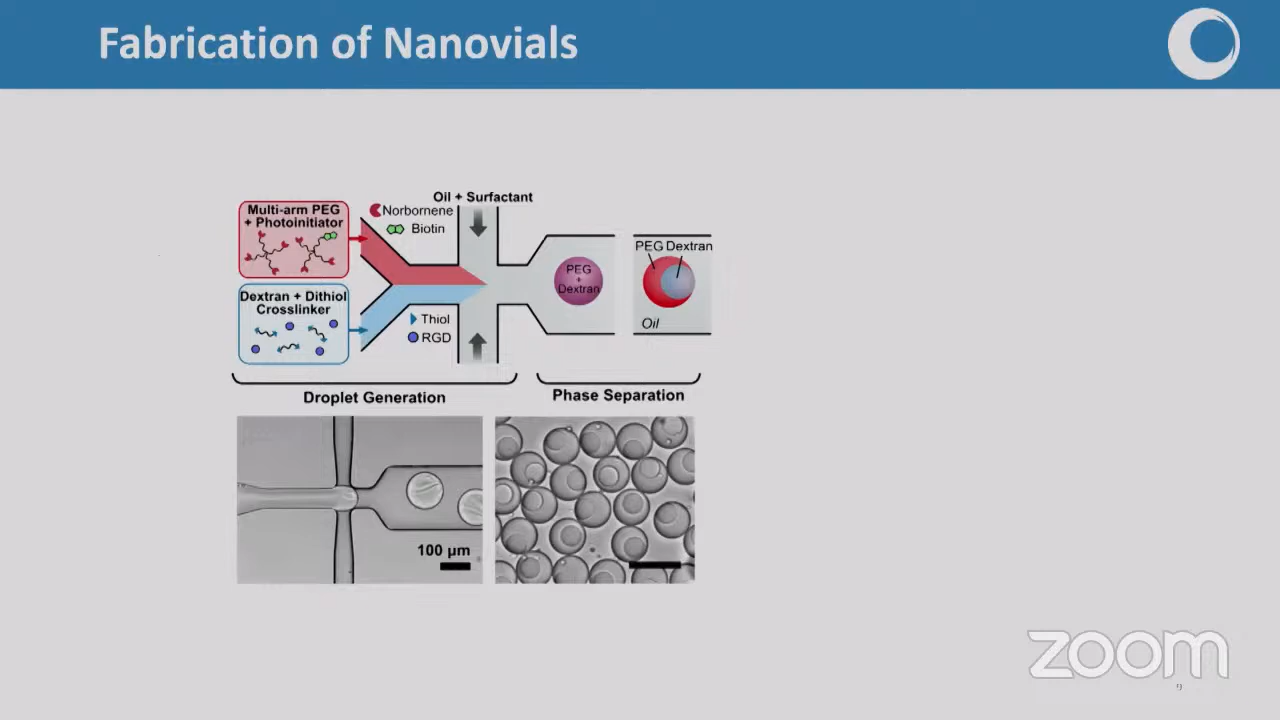 Fabrication of Nanovials
Oil + Surfactant
Multi-arm PEG
+ Photoinitiator
Norbornene
Biotin
PEG
+
Dextran
PEG Dextran
Oil
Dextran + Dithiol
Crosslinker
Thiol
RGD
Droplet Generation
Phase Separation
100 µm
zoom